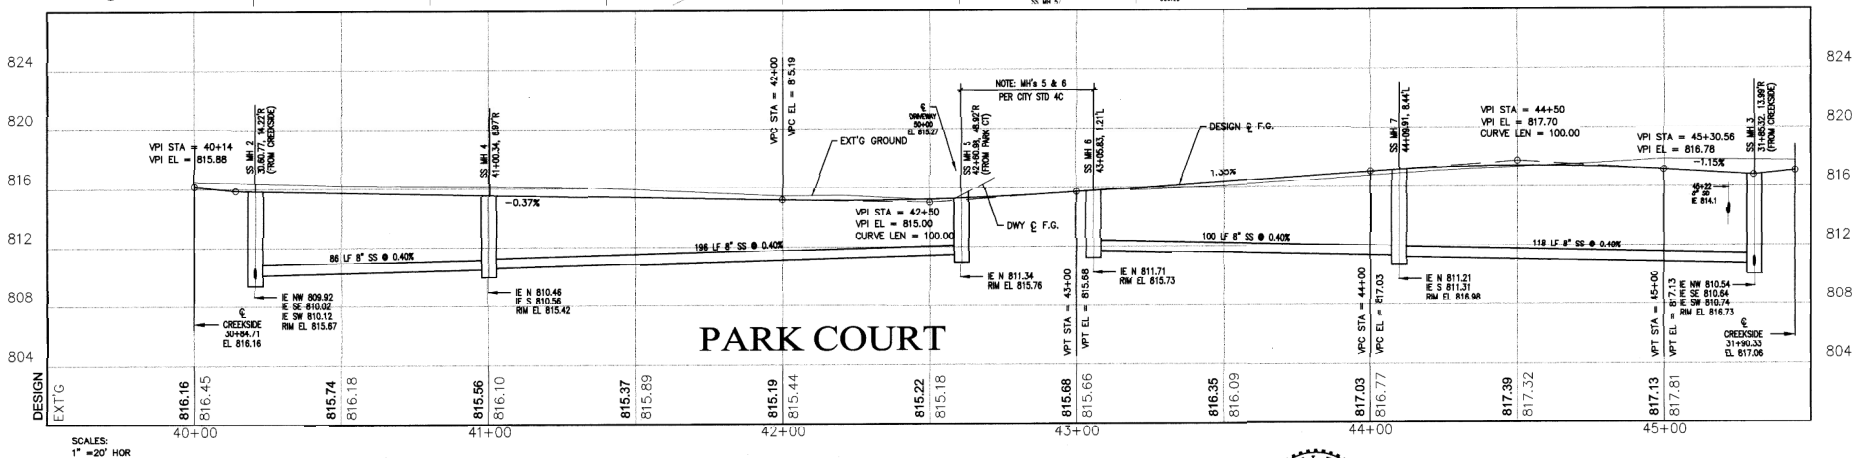 824
820
816
812
808
804
824
820
816
812
808
804
VPI STA = 40+14
VPI EL = 815.88
SS MH 2
30.60.77, 14.22'R
(FROM CREEKSIDE)
SS MH 4
41+00.34, 6.97'R
-0.37%
VPC STA = 42+00
VPC EL = 815.19
EXT'G GROUND
℄
DRIVEWAY
50+00
EL 815.27
NOTE: MH's 5 & 6
PER CITY STD 4C
SS MH 5
(FROM PARK CT)
SS MH 6
43+05.83, 1.21'L
DWY ℄ F.G.
VPI STA = 42+50
VPI EL = 815.00
CURVE LEN = 100.00
DESIGN ℄ F.G.
SS MH 7
44+09.91, 8.44'L
VPI STA = 44+50
VPI EL = 817.70
CURVE LEN = 100.00
VPI STA = 45+30.56
VPI EL = 816.78
-1.15%
SS MH 3
31+85.32, 13.99'R
(FROM CREEKSIDE)
45+22
IE 814.1
86 LF 8" SS @ 0.40%
196 LF 8" SS @ 0.40%
100 LF 8" SS @ 0.40%
118 LF 8" SS @ 0.40%
IE NW 809.92
IE SE 810.02
IE SW 810.12
RIM EL 815.67
℄
CREEKSIDE
30+84.71
EL 816.16
IE N 810.46
IE S 810.56
RIM EL 815.42
IE N 811.34
RIM EL 815.76
IE N 811.71
RIM EL 815.73
VPT STA = 43+00
VPT EL = 815.68
IE N 811.21
IE S 811.31
RIM EL 816.98
VPC STA = 44+00
VPC EL = 817.03
VPT STA = 45+00
VPT EL = 817.13
IE NW 810.54
IE SE 810.64
IE SW 810.74
RIM EL 816.73
℄
CREEKSIDE
31+90.33
EL 817.06
PARK COURT
DESIGN
EXT'G
816.16
816.45
815.74
816.18
815.56
816.10
815.37
815.89
815.19
815.44
815.22
815.18
815.68
815.66
816.35
816.09
817.03
816.77
817.39
817.32
817.13
817.81
40+00
41+00
42+00
43+00
44+00
45+00
SCALES:
1" =20' HOR